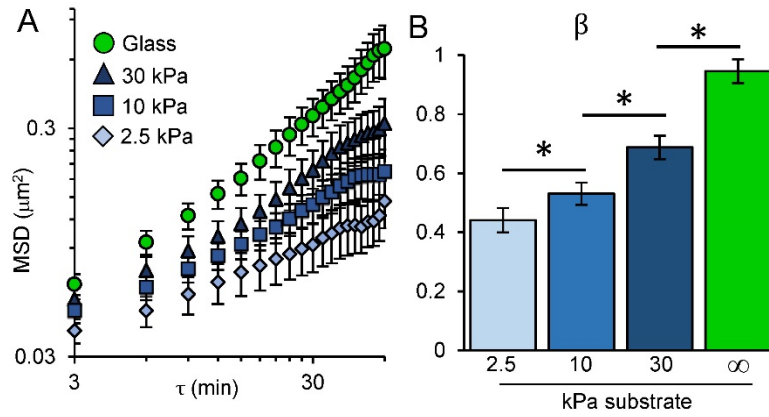 A
Glass
30 kPa
10 kPa
2.5 kPa
MSD (μm²)
0.3
0.03
3
30
τ (min)
B
β
1
0.8
0.6
0.4
0.2
0
*
*
*
2.5
10
30
∞
kPa substrate